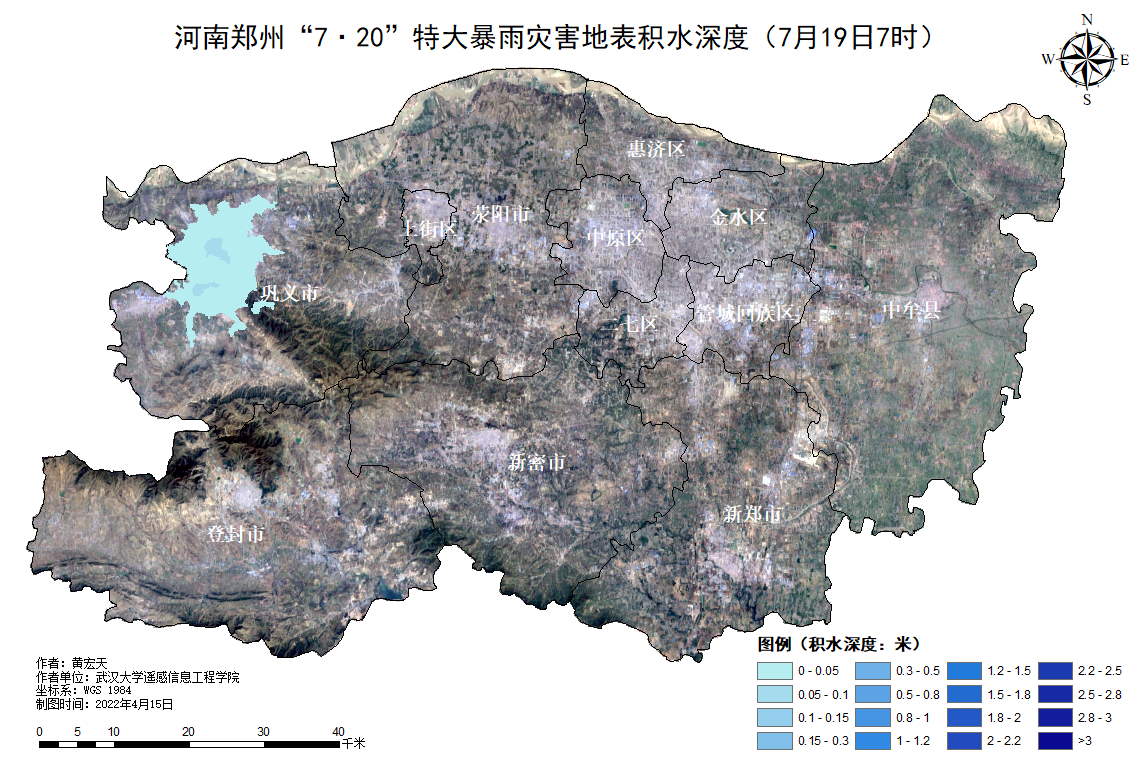 河南郑州“7·20”特大暴雨灾害地表积水深度（7月19日7时）
N
W E
S
惠济区
荥阳市
金水区
上街区
中原区
巩义市
管城回族区
中牟县
二七区
新密市
新郑市
登封市
图例（积水深度：米）
0 - 0.05 0.3 - 0.5 1.2 - 1.5 2.2 - 2.5
0.05 - 0.1 0.5 - 0.8 1.5 - 1.8 2.5 - 2.8
0.1 - 0.15 0.8 - 1 1.8 - 2 2.8 - 3
0.15 - 0.3 1 - 1.2 2 - 2.2 >3
作者：黄宏天
作者单位：武汉大学遥感信息工程学院
坐标系：WGS 1984
制图时间：2022年4月15日
0 5 10 20 30 40
千米